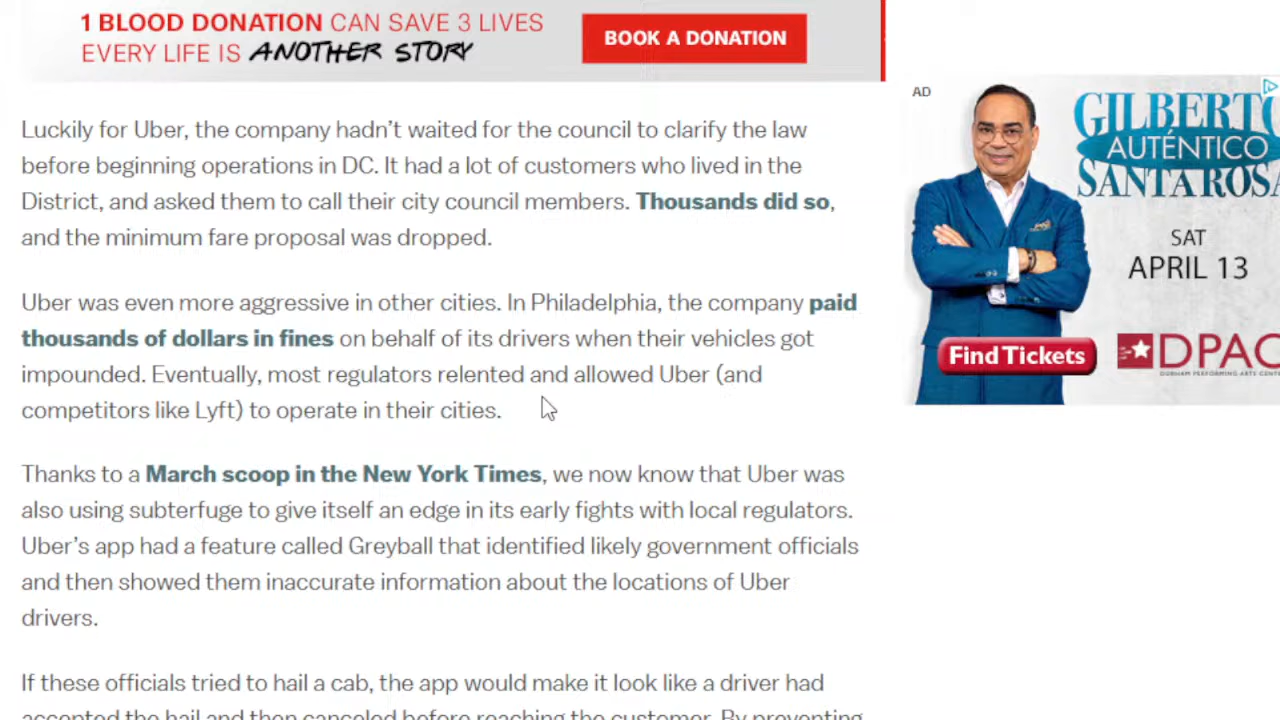 1 BLOOD DONATION CAN SAVE 3 LIVES
EVERY LIFE IS ANOTHER STORY
BOOK A DONATION
Luckily for Uber, the company hadn't waited for the council to clarify the law
before beginning operations in DC. It had a lot of customers who lived in the
District, and asked them to call their city council members. Thousands did so,
and the minimum fare proposal was dropped.
Uber was even more aggressive in other cities. In Philadelphia, the company paid
thousands of dollars in fines on behalf of its drivers when their vehicles got
impounded. Eventually, most regulators relented and allowed Uber (and
competitors like Lyft) to operate in their cities.
Thanks to a March scoop in the New York Times, we now know that Uber was
also using subterfuge to give itself an edge in its early fights with local regulators.
Uber's app had a feature called Greyball that identified likely government officials
and then showed them inaccurate information about the locations of Uber
drivers.
If these officials tried to hail a cab, the app would make it look like a driver had
accepted the hail and then canceled before reaching the customer. By preventing
AD
GILBERTO
AUTÉNTICO
SANTA ROSA
SAT
APRIL 13
Find Tickets
DPAC
DURHAM PERFORMING ARTS CENTER